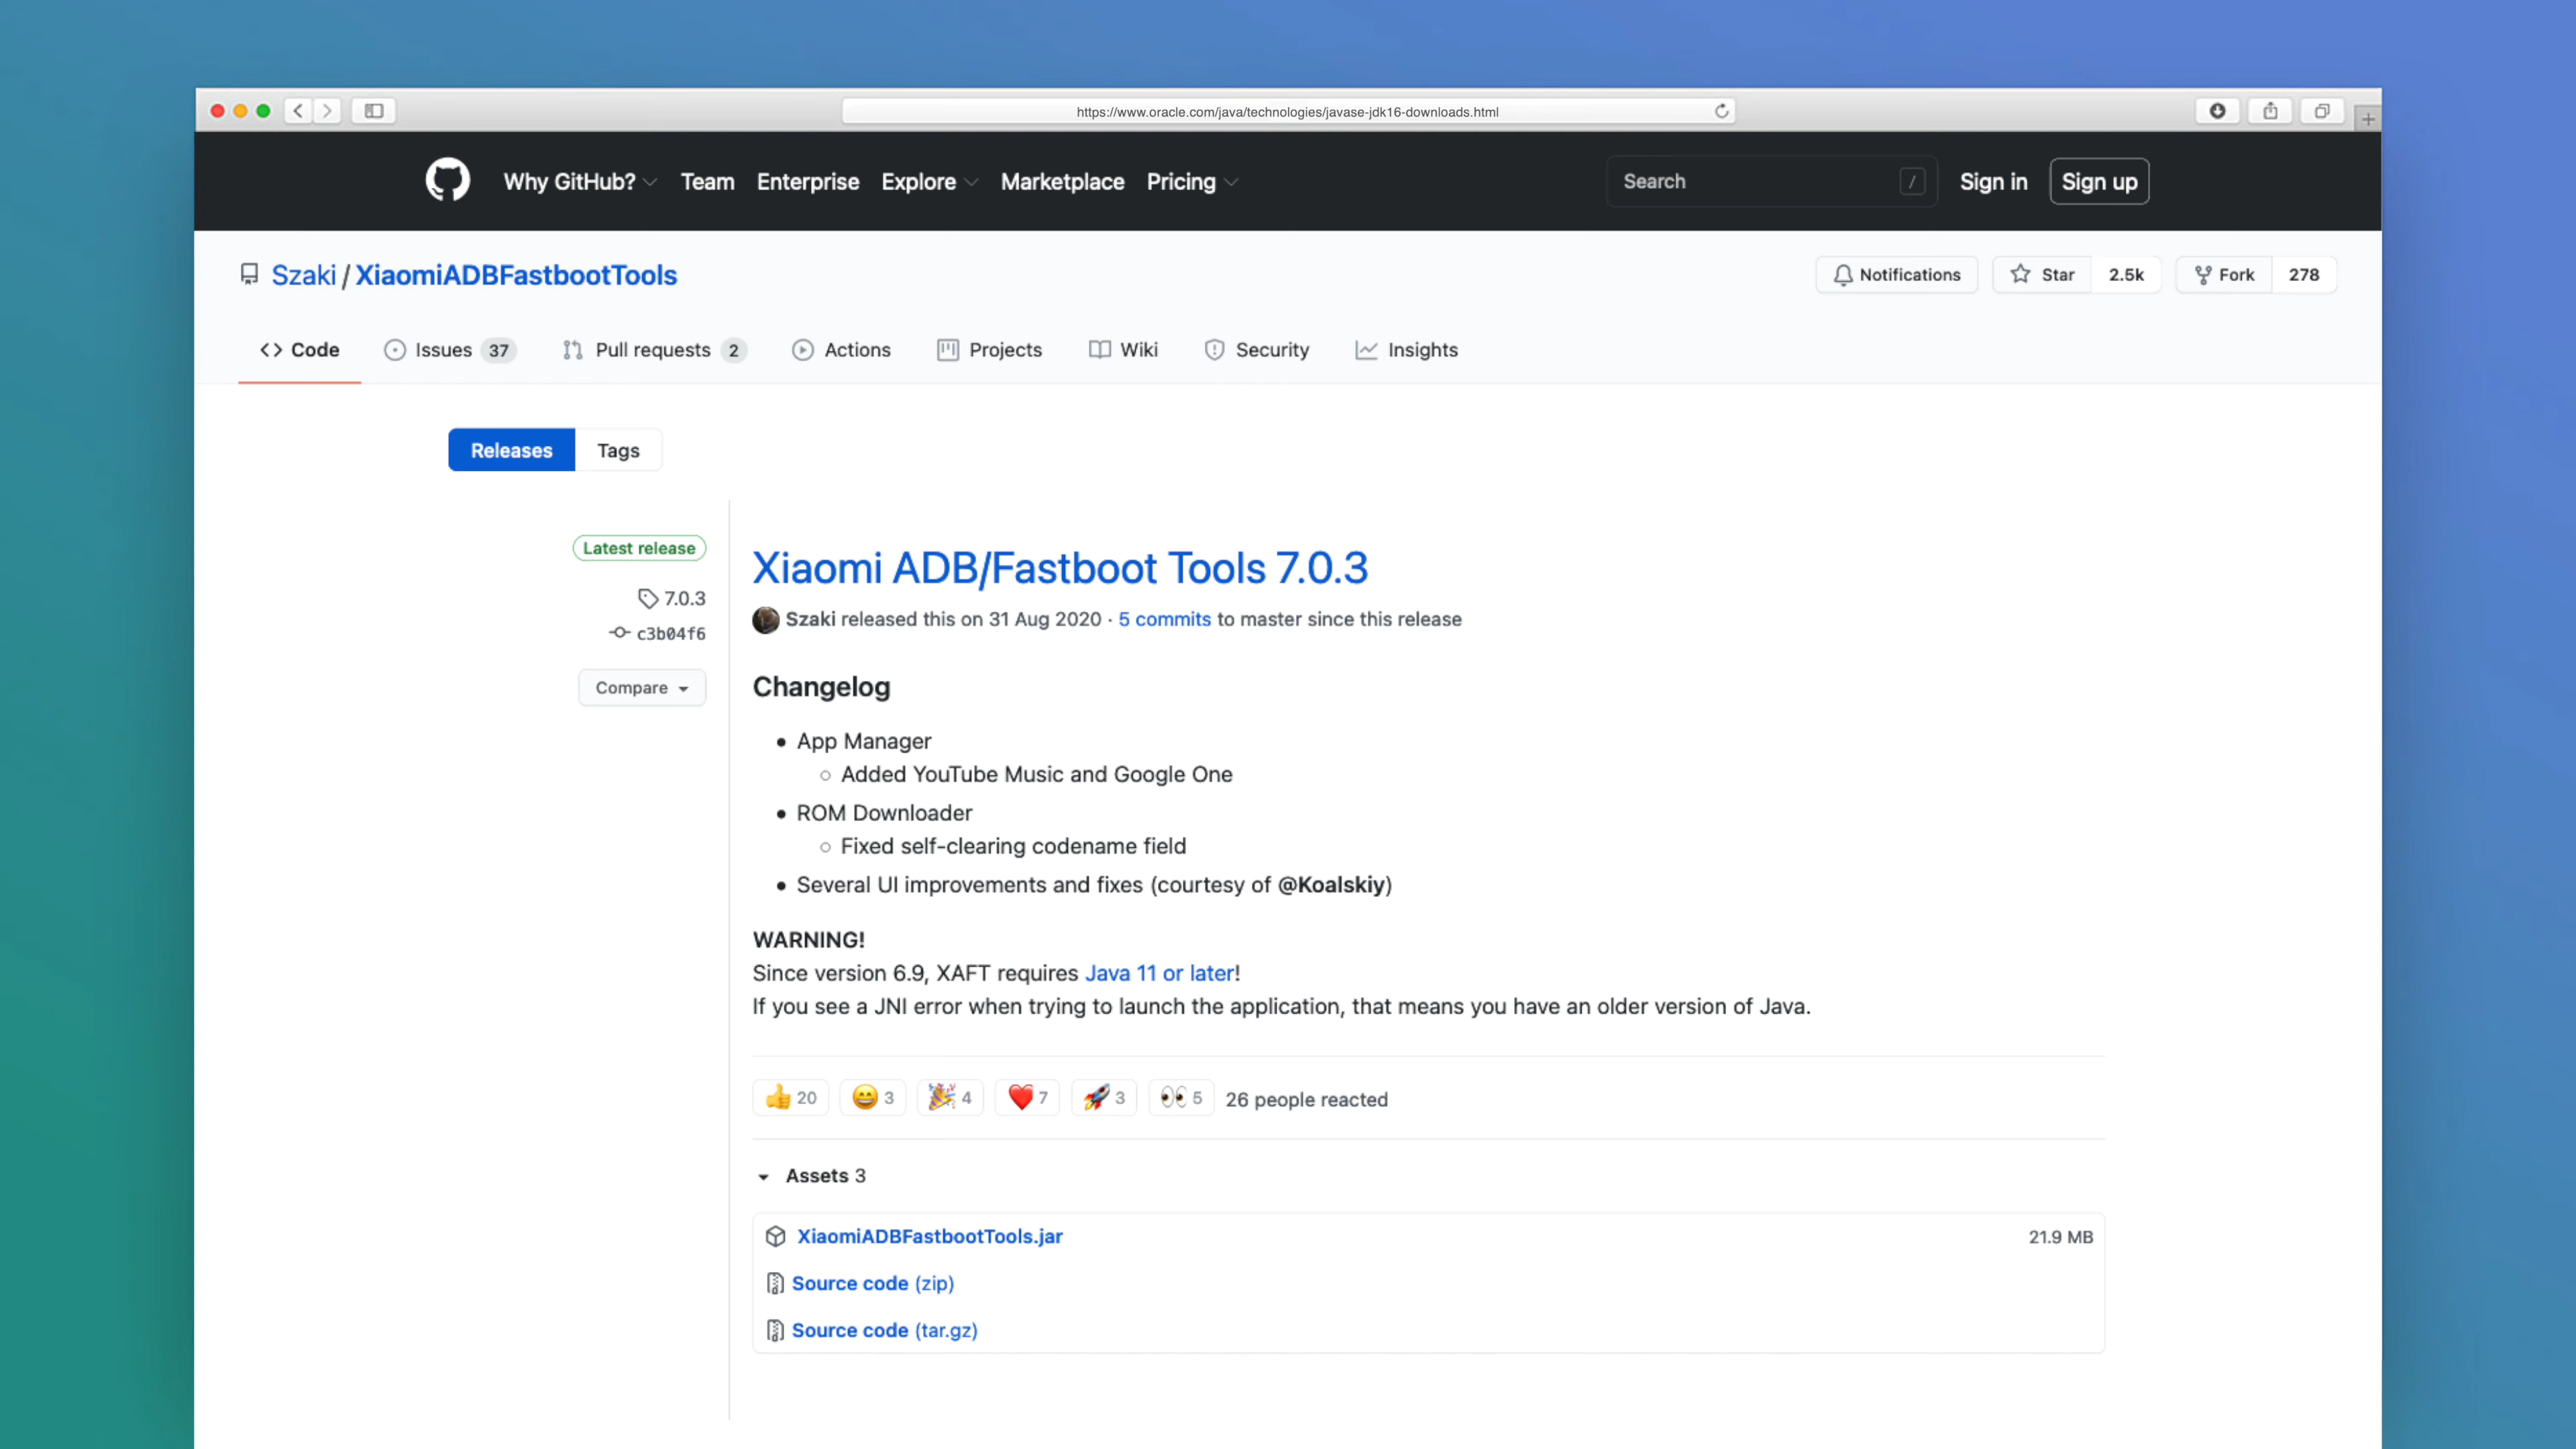 https://www.oracle.com/java/technologies/javase-jdk16-downloads.html
Why GitHub? Team Enterprise Explore Marketplace Pricing Search / Sign in Sign up
Szaki / XiaomiADBFastbootTools Notifications Star 2.5k Fork 278
Code Issues 37 Pull requests 2 Actions Projects Wiki Security Insights
Releases Tags
Latest release
7.0.3
c3b04f6
Compare
Xiaomi ADB/Fastboot Tools 7.0.3
Szaki released this on 31 Aug 2020 · 5 commits to master since this release
Changelog
• App Manager
○ Added YouTube Music and Google One
• ROM Downloader
○ Fixed self-clearing codename field
• Several UI improvements and fixes (courtesy of @Koalskiy)
WARNING!
Since version 6.9, XAFT requires Java 11 or later!
If you see a JNI error when trying to launch the application, that means you have an older version of Java.
👍 20 😄 3 🎉 4 ❤️ 7 🚀 3 👀 5 26 people reacted
Assets 3
XiaomiADBFastbootTools.jar 21.9 MB
Source code (zip)
Source code (tar.gz)